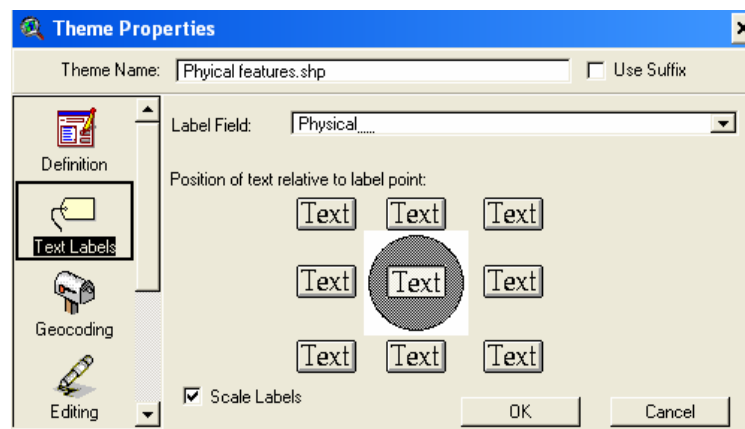 Theme Properties
Theme Name: Phyical features.shp Use Suffix
Label Field: Physical
Definition
Position of text relative to label point:
Text Text Text
Text Labels
Text Text Text
Geocoding
Text Text Text
Scale Labels
Editing
OK Cancel